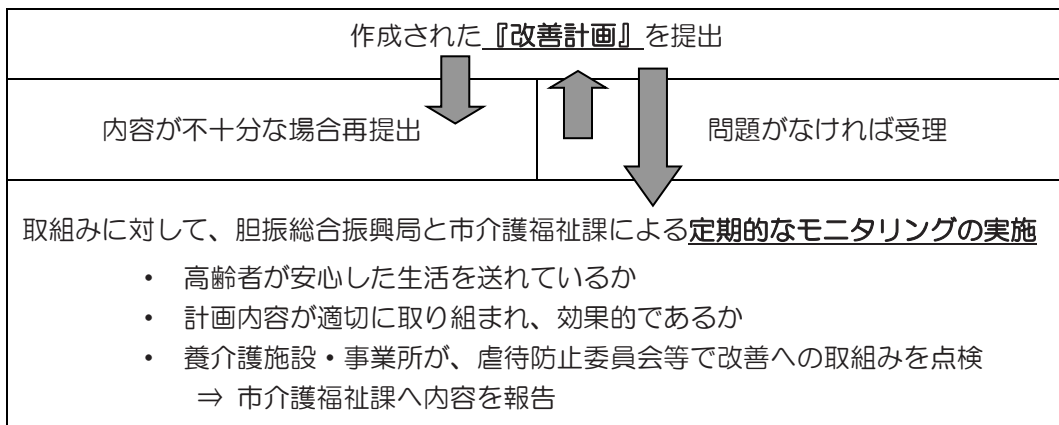 作成された『改善計画』を提出
内容が不十分な場合再提出
問題がなければ受理
取組みに対して、胆振総合振興局と市介護福祉課による定期的なモニタリングの実施
・ 高齢者が安心した生活を送れているか
・ 計画内容が適切に取り組まれ、効果的であるか
・ 養介護施設・事業所が、虐待防止委員会等で改善への取組みを点検
⇒ 市介護福祉課へ内容を報告